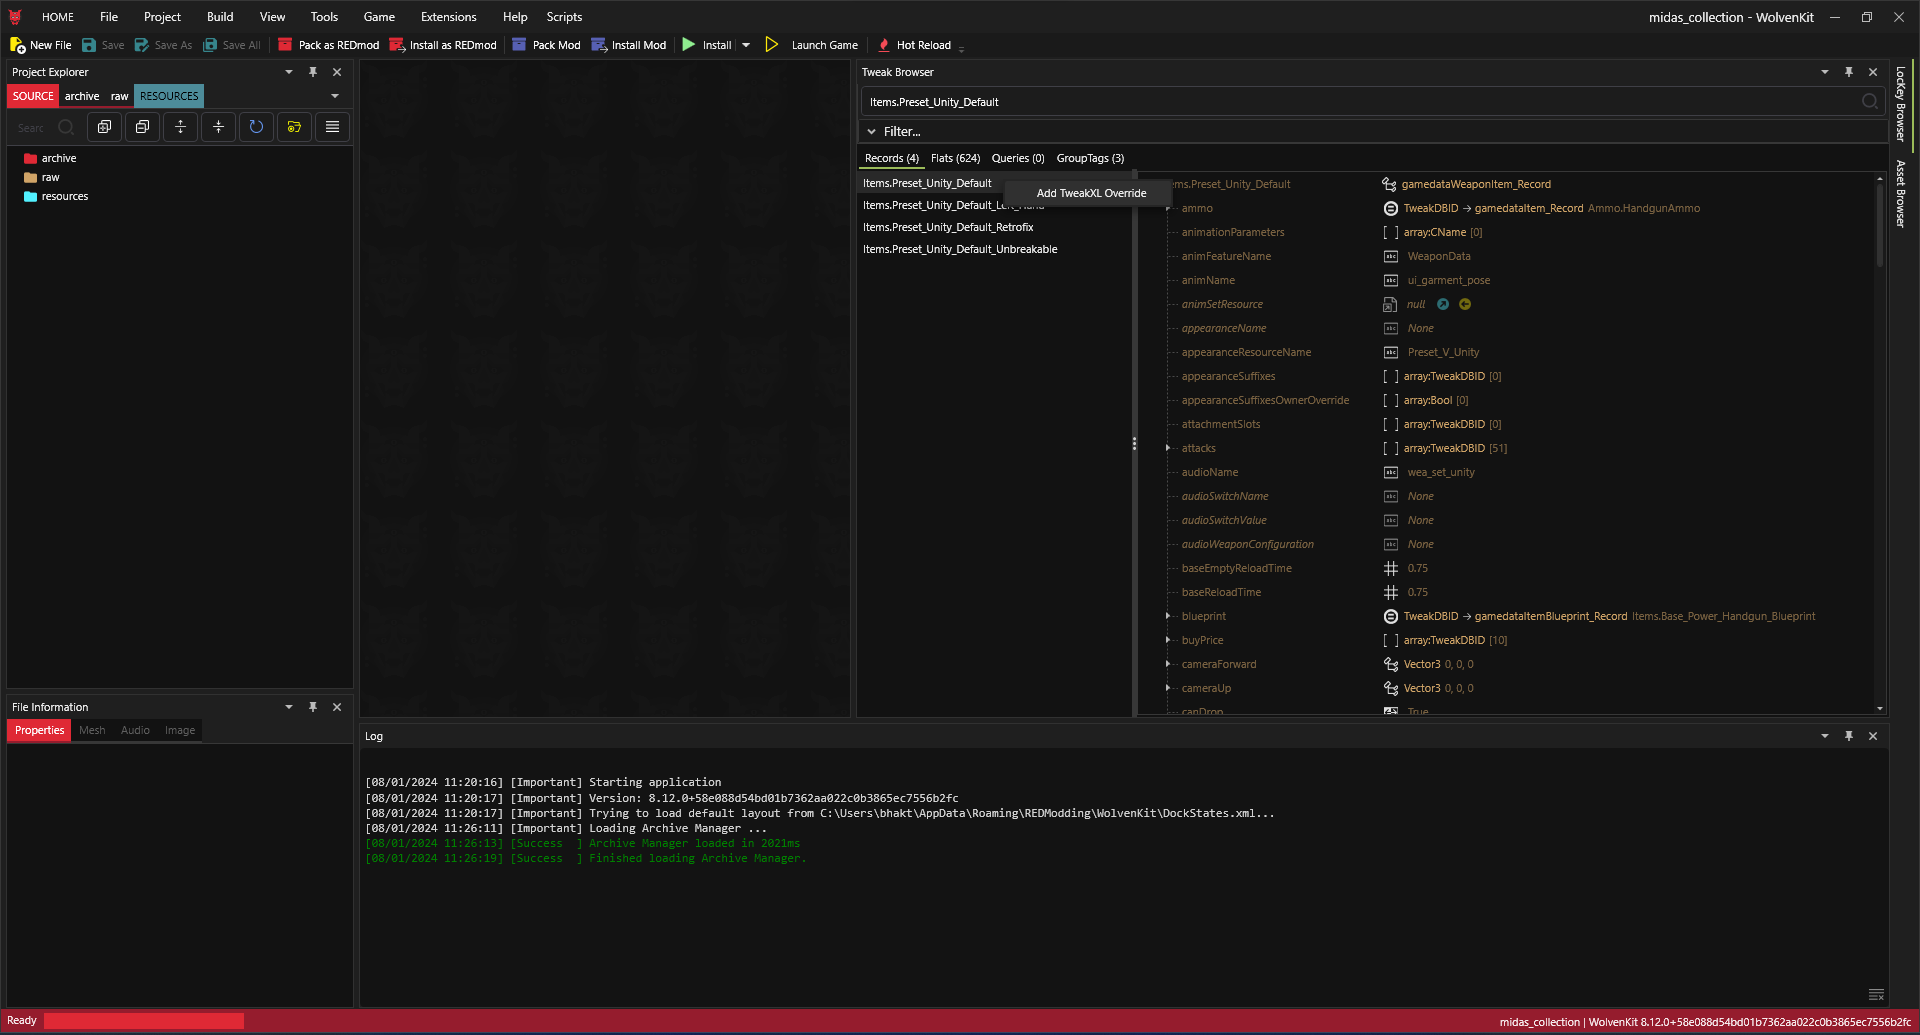 HOME File Project Build View Tools Game Extensions Help Scripts
midas_collection - WolvenKit
New File Save Save As Save All Pack as REDmod Install as REDmod Pack Mod Install Mod Install Launch Game Hot Reload
Project Explorer
SOURCE archive raw RESOURCES
Searc
archive
raw
resources
File Information
Properties Mesh Audio Image
Tweak Browser
Items.Preset_Unity_Default
Filter...
Records (4) Flats (624) Queries (0) GroupTags (3)
Items.Preset_Unity_Default
Items.Preset_Unity_Default_Left_Hand
Items.Preset_Unity_Default_Retrofix
Items.Preset_Unity_Default_Unbreakable
Add TweakXL Override
ms.Preset_Unity_Default gamedataWeaponItem_Record
ammo TweakDBID → gamedataItem_Record Ammo.HandgunAmmo
animationParameters [ ] array:CName [0]
animFeatureName abc WeaponData
animName abc ui_garment_pose
animSetResource null
appearanceName abc None
appearanceResourceName abc Preset_V_Unity
appearanceSuffixes [ ] array:TweakDBID [0]
appearanceSuffixesOwnerOverride [ ] array:Bool [0]
attachmentSlots [ ] array:TweakDBID [0]
attacks [ ] array:TweakDBID [51]
audioName abc wea_set_unity
audioSwitchName abc None
audioSwitchValue abc None
audioWeaponConfiguration abc None
baseEmptyReloadTime 0.75
baseReloadTime 0.75
blueprint TweakDBID → gamedataItemBlueprint_Record Items.Base_Power_Handgun_Blueprint
buyPrice [ ] array:TweakDBID [10]
cameraForward Vector3 0, 0, 0
cameraUp Vector3 0, 0, 0
canDrop True
LocKey Browser
Asset Browser
Log
[08/01/2024 11:20:16] [Important] Starting application
[08/01/2024 11:20:17] [Important] Version: 8.12.0+58e088d54bd01b7362aa022c0b3865ec7556b2fc
[08/01/2024 11:20:17] [Important] Trying to load default layout from C:\Users\bhakt\AppData\Roaming\REDModding\WolvenKit\DockStates.xml...
[08/01/2024 11:26:11] [Important] Loading Archive Manager ...
[08/01/2024 11:26:13] [Success  ] Archive Manager loaded in 2021ms
[08/01/2024 11:26:19] [Success  ] Finished loading Archive Manager.
Ready
midas_collection | WolvenKit 8.12.0+58e088d54bd01b7362aa022c0b3865ec7556b2fc